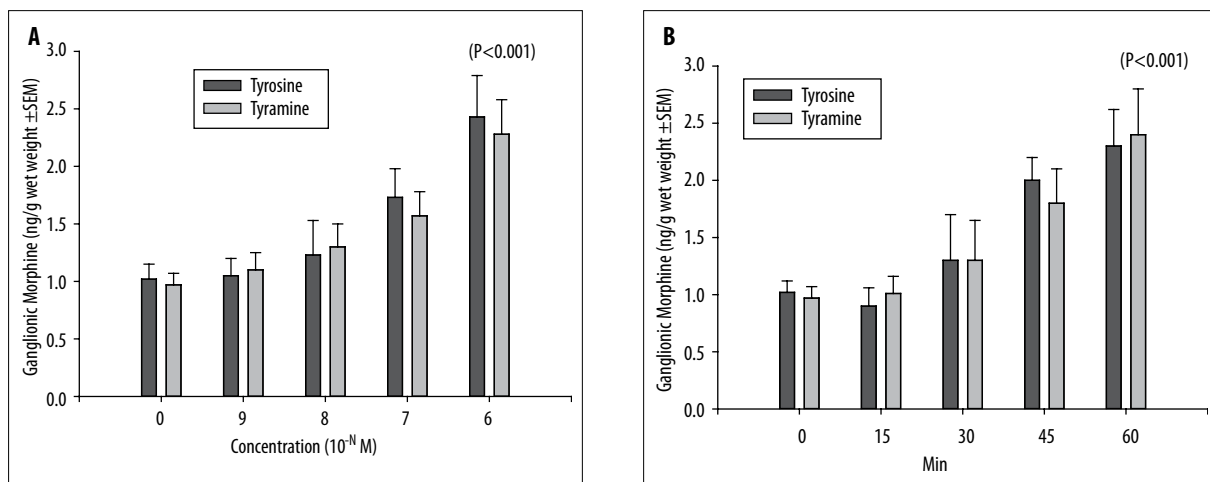 A
(P<0.001)
Tyrosine
Tyramine
Ganglionic Morphine (ng/g wet weight ±SEM)
3.0
2.5
2.0
1.5
1.0
0.5
0.0
0 9 8 7 6
Concentration (10⁻ᴺ M)
B
(P<0.001)
Tyrosine
Tyramine
Ganglionic Morphine (ng/g wet weight ±SEM)
3.0
2.5
2.0
1.5
1.0
0.5
0.0
0 15 30 45 60
Min